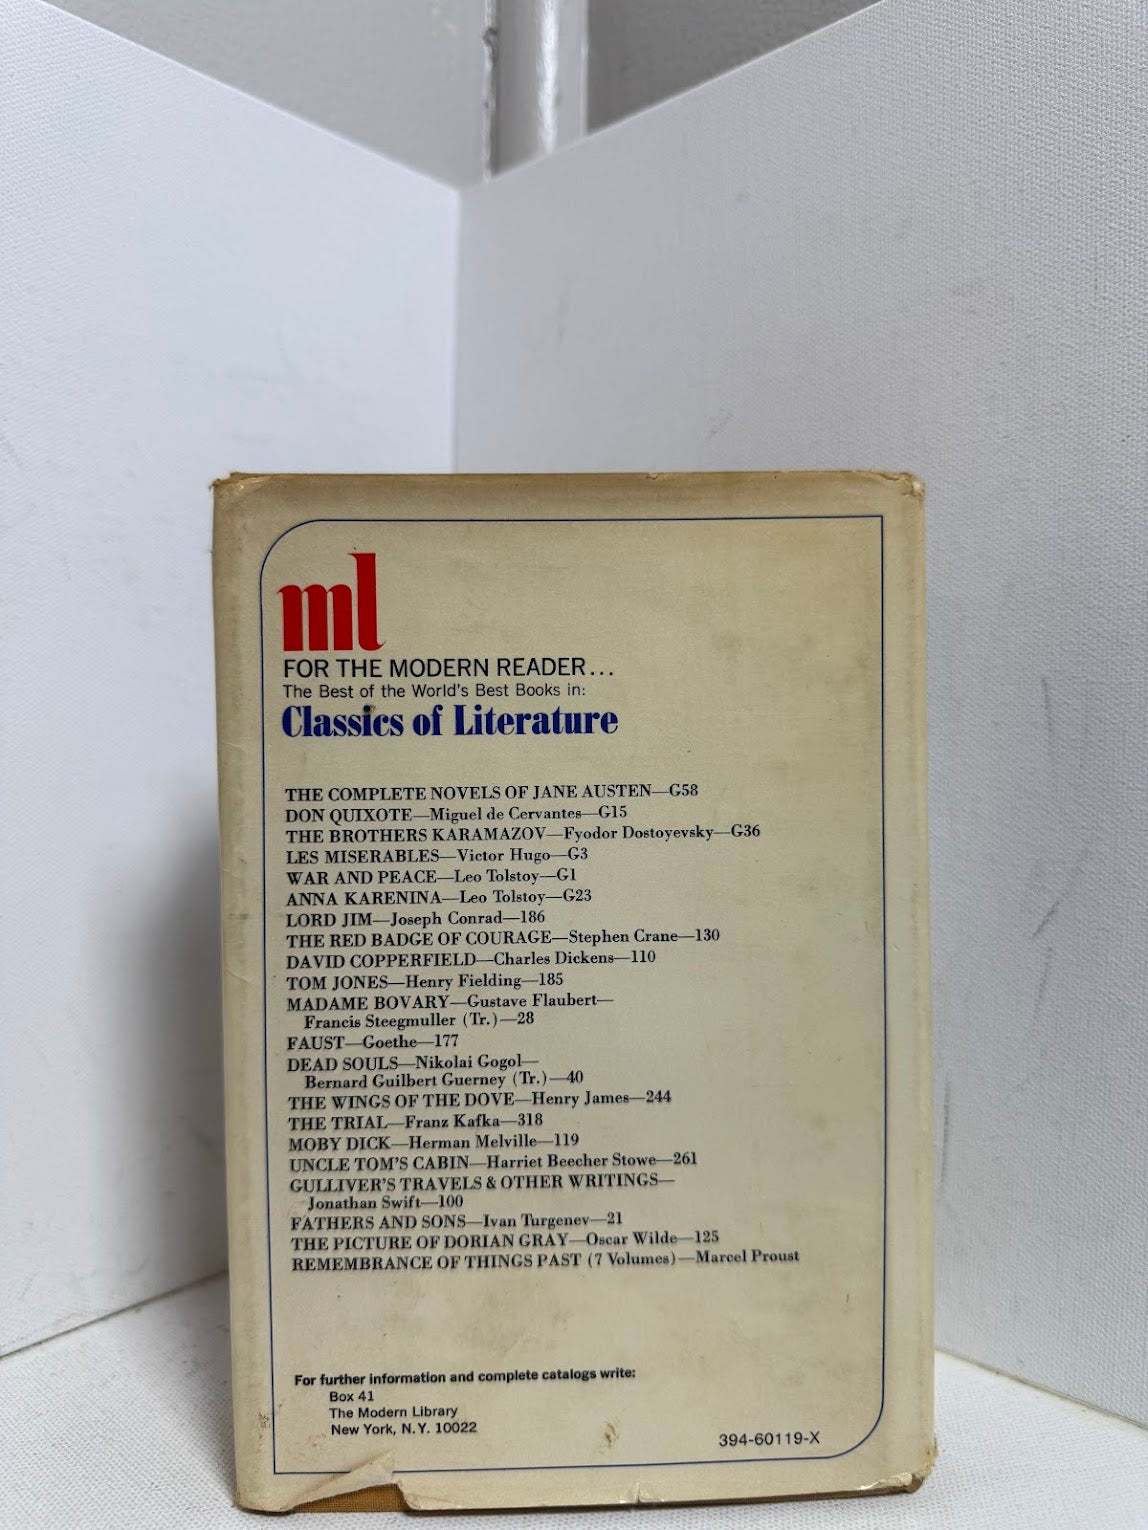 ml
FOR THE MODERN READER...
The Best of the World's Best Books in:
Classics of Literature
THE COMPLETE NOVELS OF JANE AUSTEN—G58
DON QUIXOTE—Miguel de Cervantes—G15
THE BROTHERS KARAMAZOV—Fyodor Dostoyevsky—G36
LES MISERABLES—Victor Hugo—G3
WAR AND PEACE—Leo Tolstoy—G1
ANNA KARENINA—Leo Tolstoy—G23
LORD JIM—Joseph Conrad—186
THE RED BADGE OF COURAGE—Stephen Crane—130
DAVID COPPERFIELD—Charles Dickens—110
TOM JONES—Henry Fielding—185
MADAME BOVARY—Gustave Flaubert—
Francis Steegmuller (Tr.)—28
FAUST—Goethe—177
DEAD SOULS—Nikolai Gogol—
Bernard Guilbert Guerney (Tr.)—40
THE WINGS OF THE DOVE—Henry James—244
THE TRIAL—Franz Kafka—318
MOBY DICK—Herman Melville—119
UNCLE TOM'S CABIN—Harriet Beecher Stowe—261
GULLIVER'S TRAVELS & OTHER WRITINGS—
Jonathan Swift—100
FATHERS AND SONS—Ivan Turgenev—21
THE PICTURE OF DORIAN GRAY—Oscar Wilde—125
REMEMBRANCE OF THINGS PAST (7 Volumes)—Marcel Proust
For further information and complete catalogs write:
Box 41
The Modern Library
New York, N.Y. 10022
394-60119-X